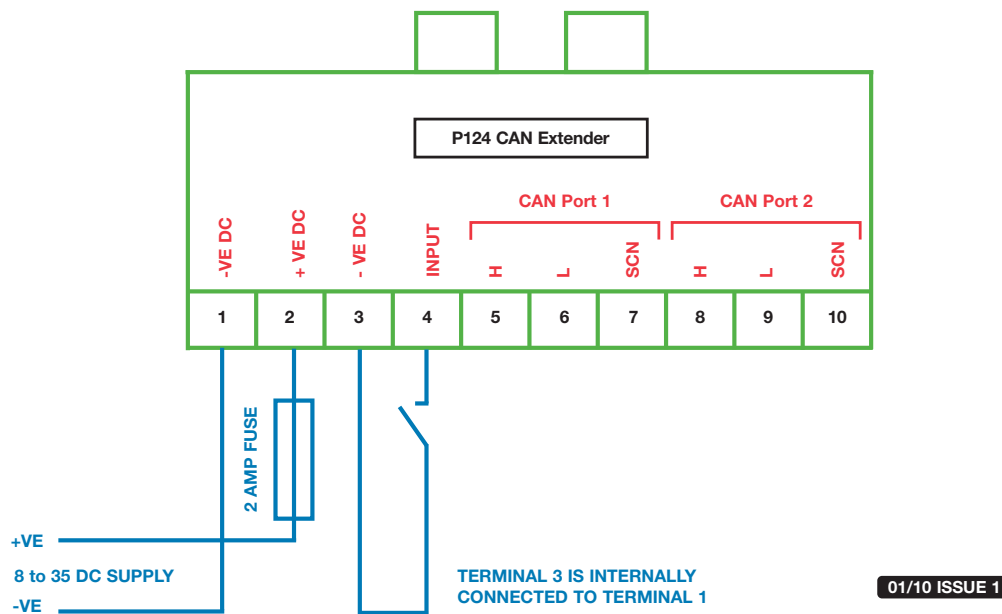 P124 CAN Extender
CAN Port 1
CAN Port 2
-VE DC
+ VE DC
- VE DC
INPUT
H
L
SCN
H
L
SCN
1
2
3
4
5
6
7
8
9
10
2 AMP FUSE
+VE
8 to 35 DC SUPPLY
-VE
TERMINAL 3 IS INTERNALLY
CONNECTED TO TERMINAL 1
01/10 ISSUE 1